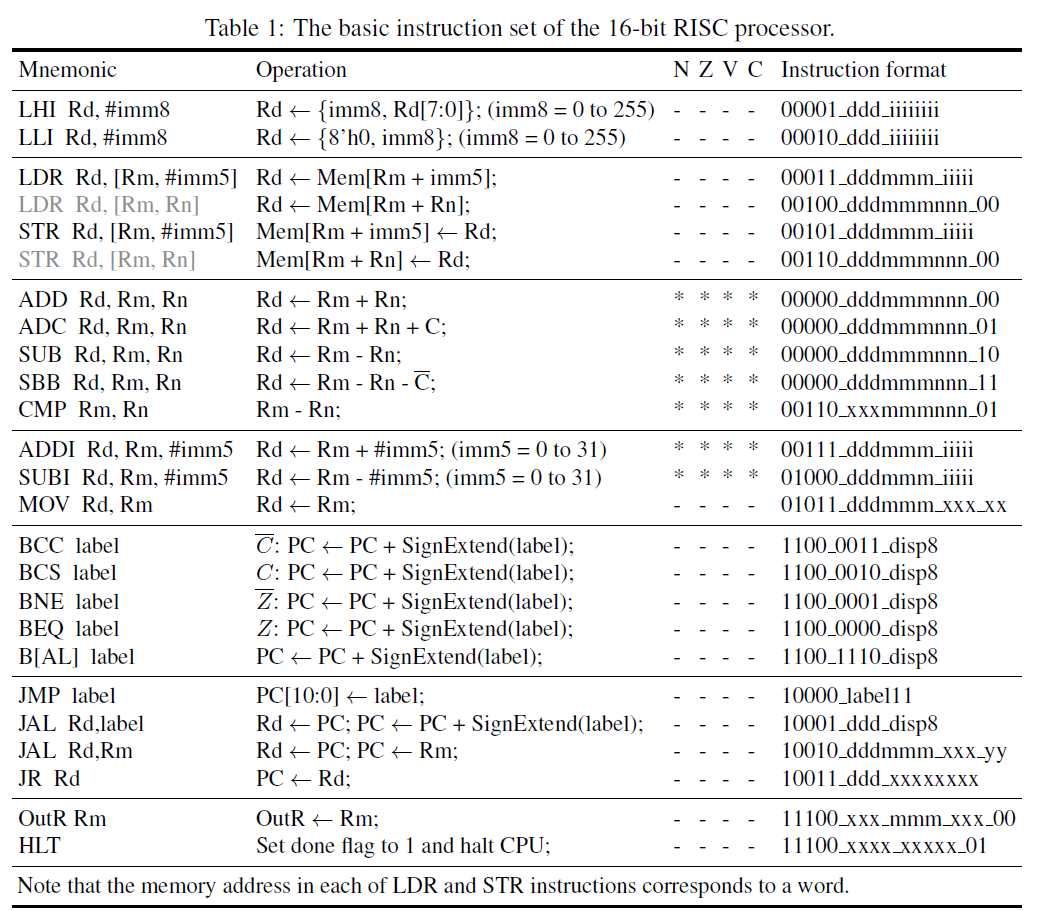 Table 1: The basic instruction set of the 16-bit RISC processor.
Mnemonic Operation N Z V C Instruction format
LHI Rd, #imm8 Rd ← {imm8, Rd[7:0]}; (imm8 = 0 to 255) - - - - 00001_ddd_iiiiiiii
LLI Rd, #imm8 Rd ← {8'h0, imm8}; (imm8 = 0 to 255) - - - - 00010_ddd_iiiiiiii
LDR Rd, [Rm, #imm5] Rd ← Mem[Rm + imm5]; - - - - 00011_dddmmm_iiiii
LDR Rd, [Rm, Rn] Rd ← Mem[Rm + Rn]; - - - - 00100_dddmmmnnn_00
STR Rd, [Rm, #imm5] Mem[Rm + imm5] ← Rd; - - - - 00101_dddmmm_iiiii
STR Rd, [Rm, Rn] Mem[Rm + Rn] ← Rd; - - - - 00110_dddmmmnnn_00
ADD Rd, Rm, Rn Rd ← Rm + Rn; * * * * 00000_dddmmmnnn_00
ADC Rd, Rm, Rn Rd ← Rm + Rn + C; * * * * 00000_dddmmmnnn_01
SUB Rd, Rm, Rn Rd ← Rm - Rn; * * * * 00000_dddmmmnnn_10
SBB Rd, Rm, Rn Rd ← Rm - Rn - C̅; * * * * 00000_dddmmmnnn_11
CMP Rm, Rn Rm - Rn; * * * * 00110_xxxmmmnnn_01
ADDI Rd, Rm, #imm5 Rd ← Rm + #imm5; (imm5 = 0 to 31) * * * * 00111_dddmmm_iiiii
SUBI Rd, Rm, #imm5 Rd ← Rm - #imm5; (imm5 = 0 to 31) * * * * 01000_dddmmm_iiiii
MOV Rd, Rm Rd ← Rm; - - - - 01011_dddmmm_xxx_xx
BCC label C̅: PC ← PC + SignExtend(label); - - - - 1100_0011_disp8
BCS label C: PC ← PC + SignExtend(label); - - - - 1100_0010_disp8
BNE label Z̅: PC ← PC + SignExtend(label); - - - - 1100_0001_disp8
BEQ label Z: PC ← PC + SignExtend(label); - - - - 1100_0000_disp8
B[AL] label PC ← PC + SignExtend(label); - - - - 1100_1110_disp8
JMP label PC[10:0] ← label; - - - - 10000_label11
JAL Rd,label Rd ← PC; PC ← PC + SignExtend(label); - - - - 10001_ddd_disp8
JAL Rd,Rm Rd ← PC; PC ← Rm; - - - - 10010_dddmmm_xxx_yy
JR Rd PC ← Rd; - - - - 10011_ddd_xxxxxxxx
OutR Rm OutR ← Rm; - - - - 11100_xxx_mmm_xxx_00
HLT Set done flag to 1 and halt CPU; - - - - 11100_xxxx_xxxxx_01
Note that the memory address in each of LDR and STR instructions corresponds to a word.